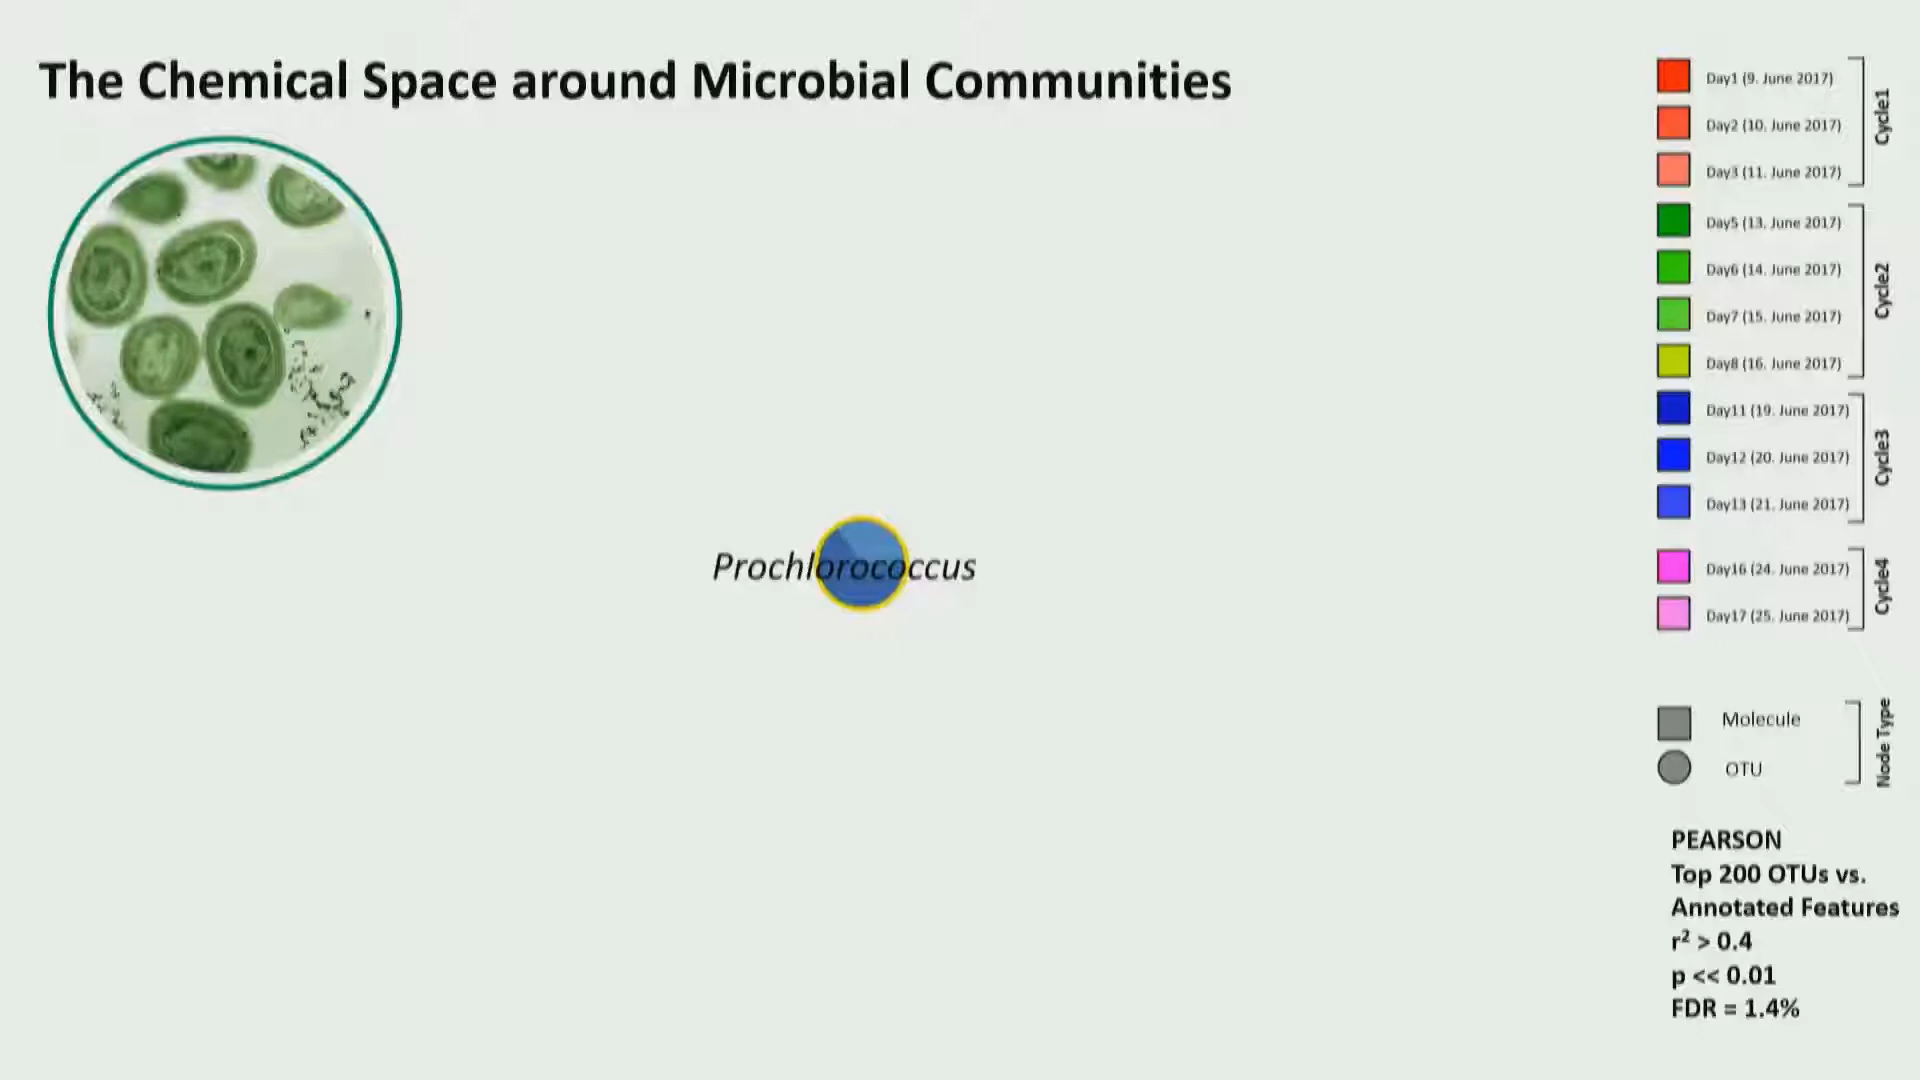 The Chemical Space around Microbial Communities
Prochlorococcus
Day1 (9. June 2017)
Day2 (10. June 2017)
Day3 (11. June 2017)
Cycle1
Day5 (13. June 2017)
Day6 (14. June 2017)
Day7 (15. June 2017)
Day8 (16. June 2017)
Cycle2
Day11 (19. June 2017)
Day12 (20. June 2017)
Day13 (21. June 2017)
Cycle3
Day16 (24. June 2017)
Day17 (25. June 2017)
Cycle4
Molecule
OTU
Node Type
PEARSON
Top 200 OTUs vs.
Annotated Features
r² > 0.4
p << 0.01
FDR = 1.4%